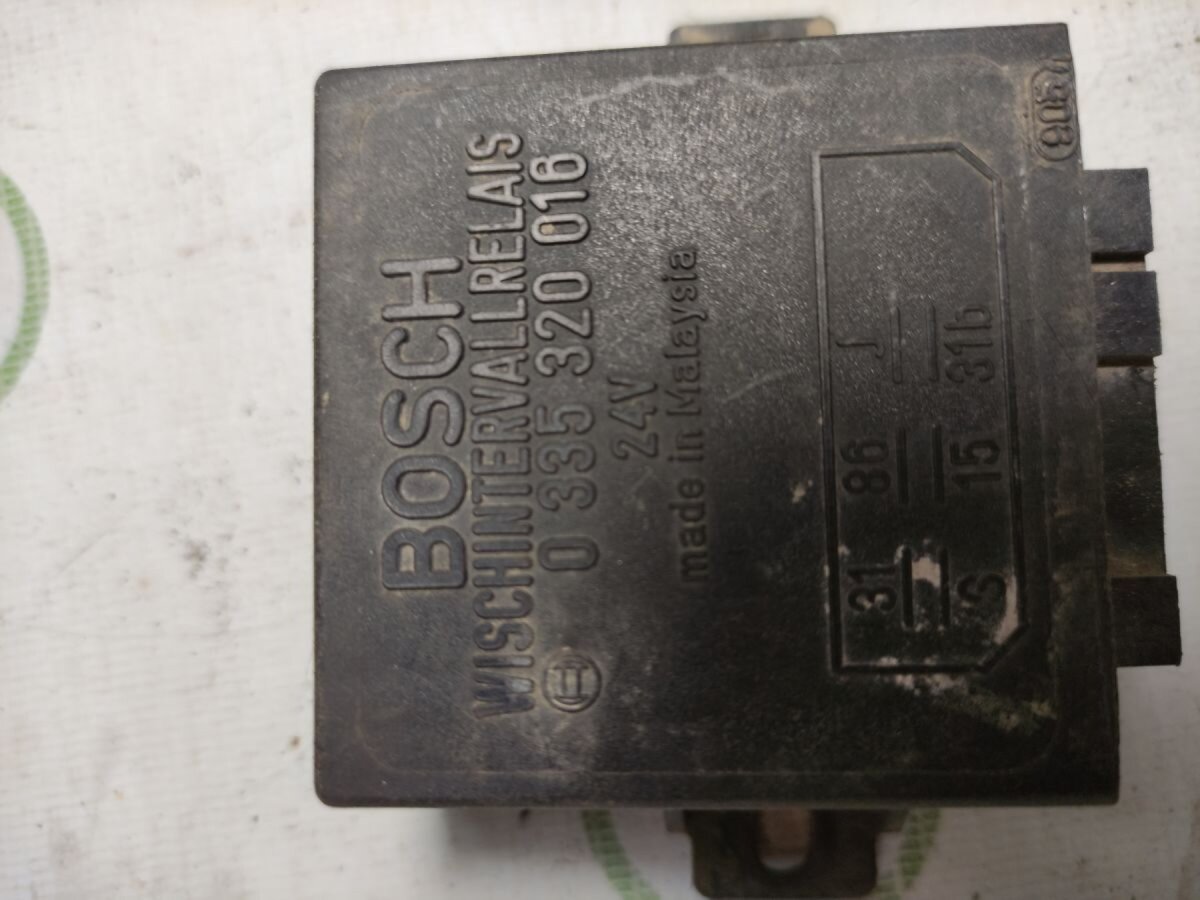 BOSCH
WISCHINTERVALLRELAIS
0 335 320 016
24V
made in Malaysia
31 86 J
S 15 31b